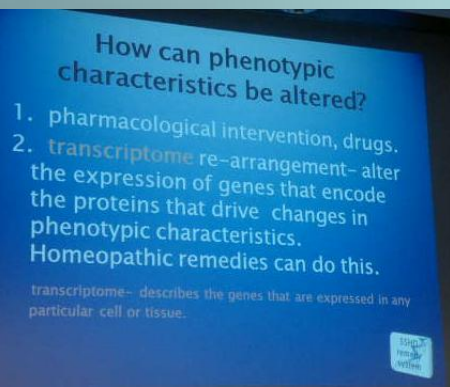 How can phenotypic
characteristics be altered?
1. pharmacological intervention, drugs.
2. transcriptome re-arrangement- alter
the expression of genes that encode
the proteins that drive changes in
phenotypic characteristics.
Homeopathic remedies can do this.
transcriptome- describes the genes that are expressed in any
particular cell or tissue.
remedy
system